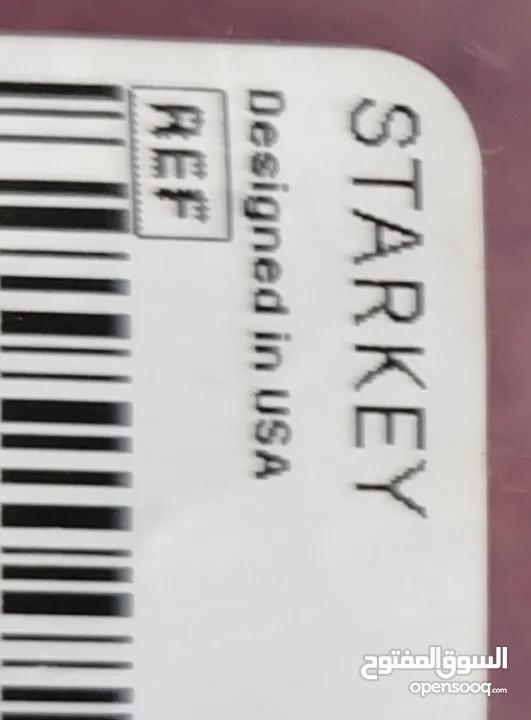 STARKEY
Designed in USA
REF
السوق المفتوح
opensooq.com